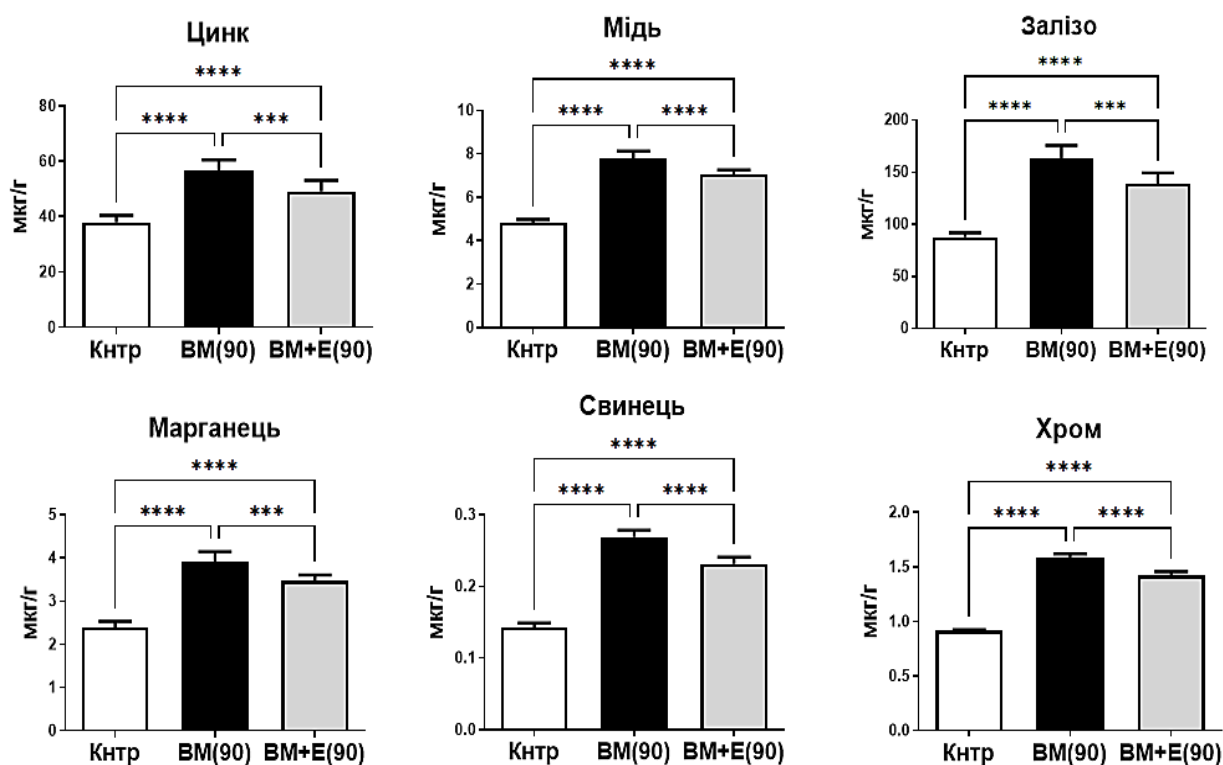 Цинк
****
**** ***
мкг/г
80
60
40
20
0
Кнтр ВМ(90) ВМ+Е(90)
Мідь
****
**** ****
мкг/г
10
8
6
4
2
0
Кнтр ВМ(90) ВМ+Е(90)
Залізо
****
**** ***
мкг/г
200
150
100
50
0
Кнтр ВМ(90) ВМ+Е(90)
Марганець
****
**** ***
мкг/г
5
4
3
2
1
0
Кнтр ВМ(90) ВМ+Е(90)
Свинець
****
**** ****
мкг/г
0.3
0.2
0.1
0.0
Кнтр ВМ(90) ВМ+Е(90)
Хром
****
**** ****
мкг/г
2.0
1.5
1.0
0.5
0.0
Кнтр ВМ(90) ВМ+Е(90)